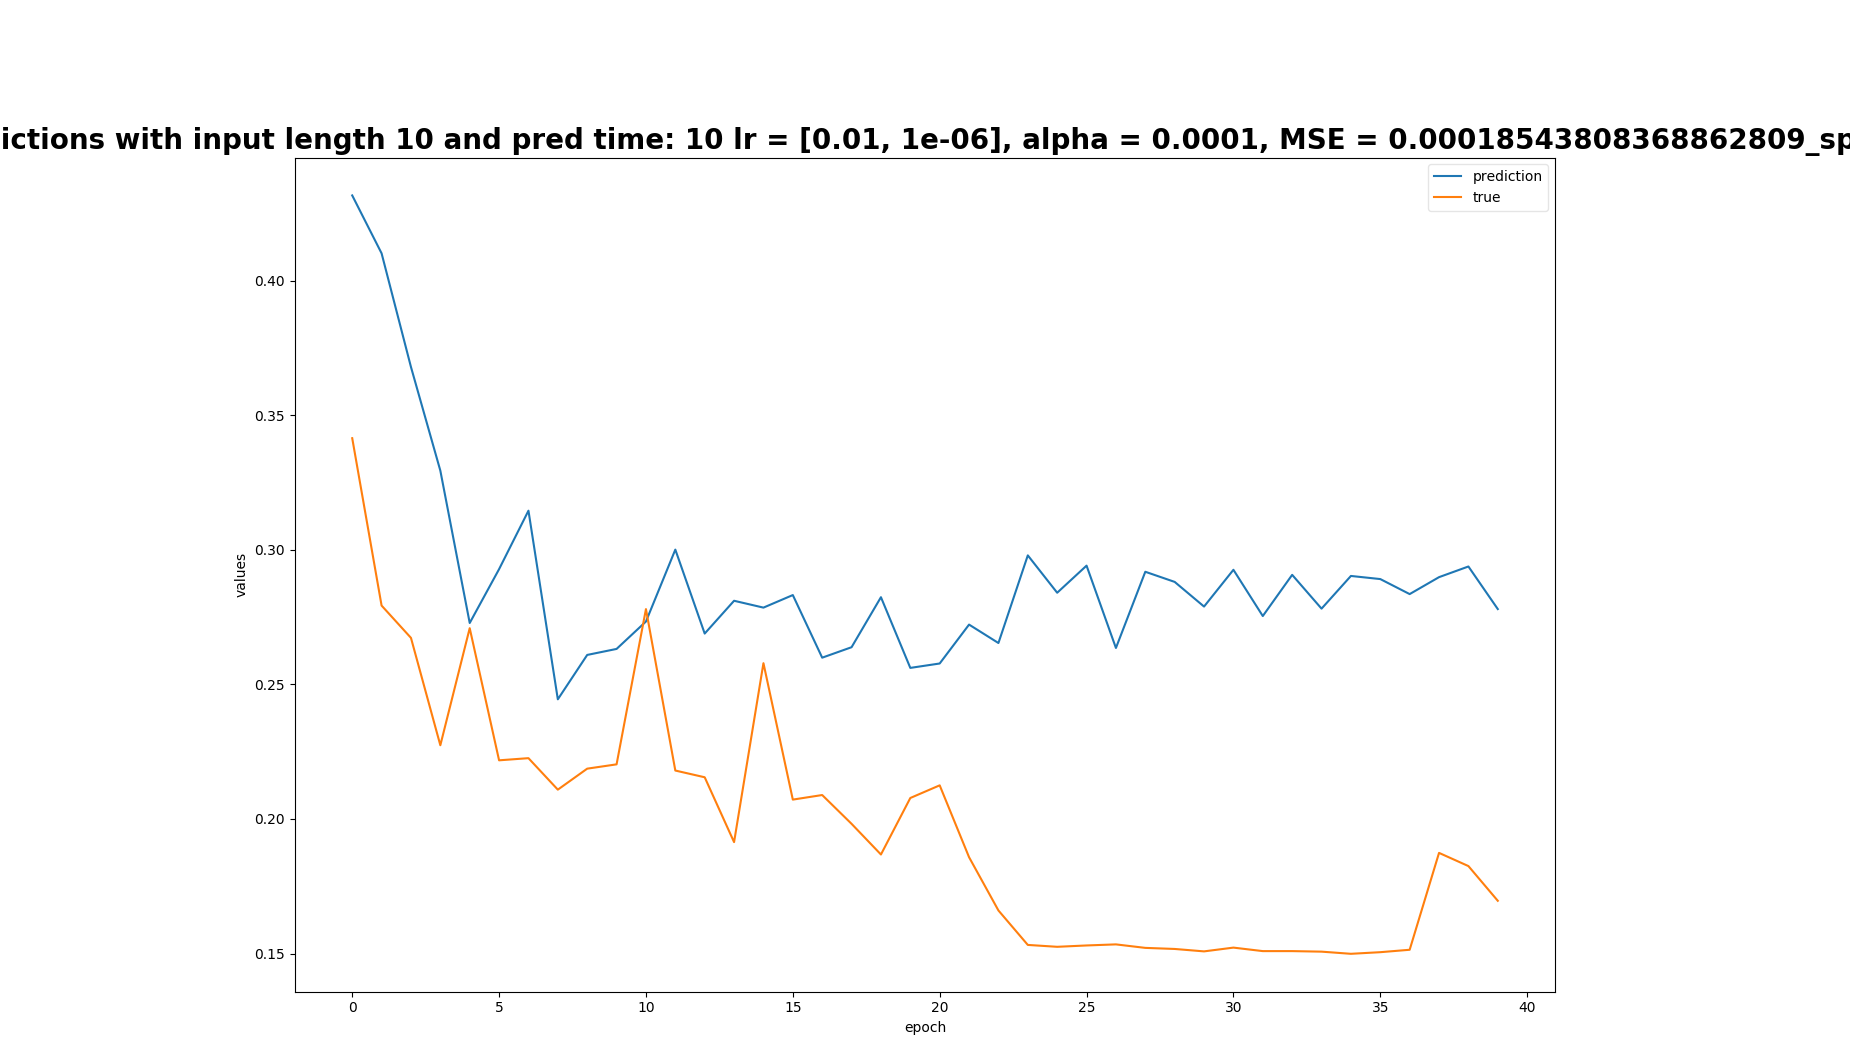 ictions with input length 10 and pred time: 10 lr = [0.01, 1e-06], alpha = 0.0001, MSE = 0.00018543808368862809_sp
prediction
true
0.40
0.35
0.30
0.25
0.20
0.15
values
0 5 10 15 20 25 30 35 40
epoch